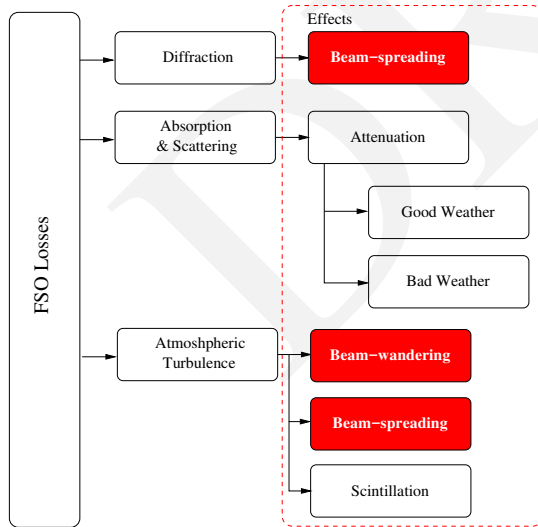 Effects
Diffraction
Beam-spreading
Absorption
& Scattering
Attenuation
Good Weather
Bad Weather
FSO Losses
Atmoshpheric
Turbulence
Beam-wandering
Beam-spreading
Scintillation